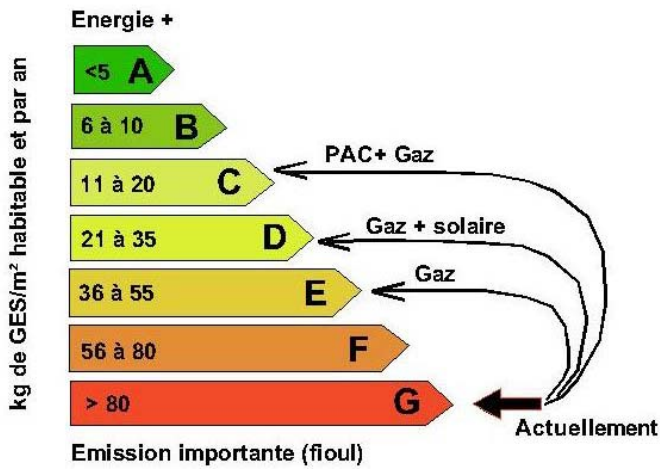 Energie +
kg de GES/m² habitable et par an
<5 A
6 à 10 B
PAC+ Gaz
11 à 20 C
Gaz + solaire
21 à 35 D
Gaz
36 à 55 E
56 à 80 F
> 80 G
Actuellement
Emission importante (fioul)